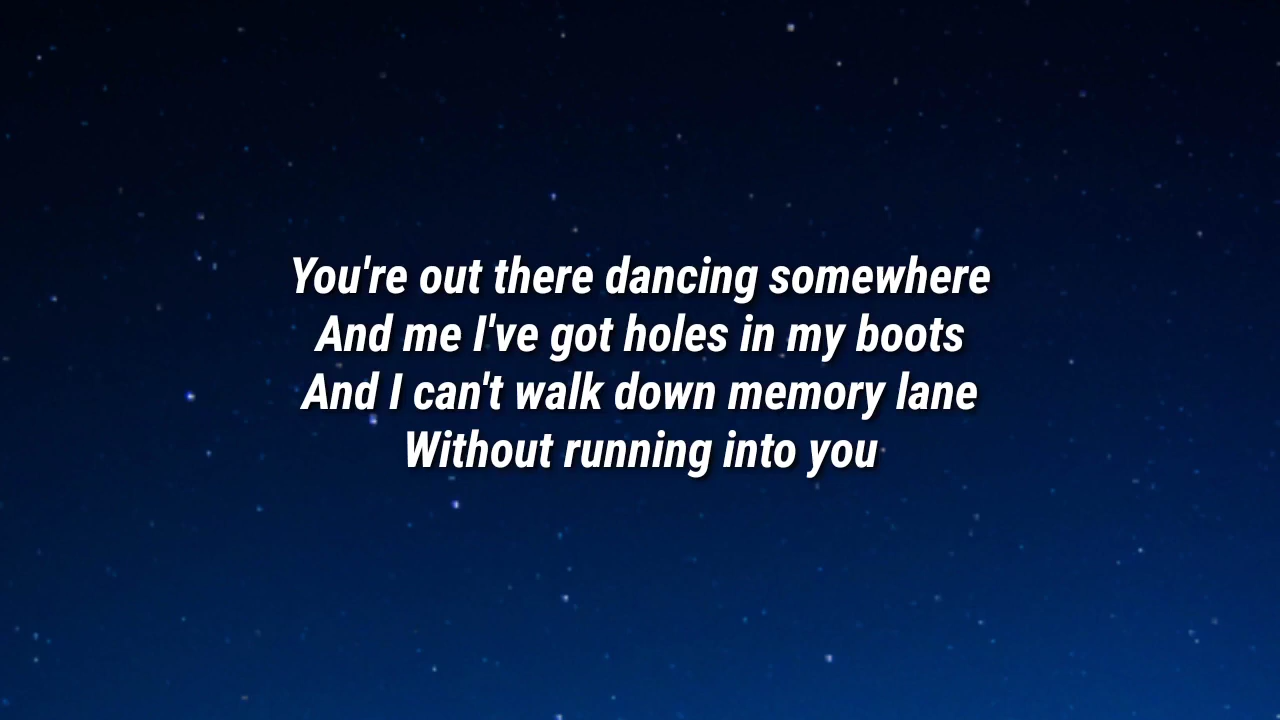 You're out there dancing somewhere
And me I've got holes in my boots
And I can't walk down memory lane
Without running into you